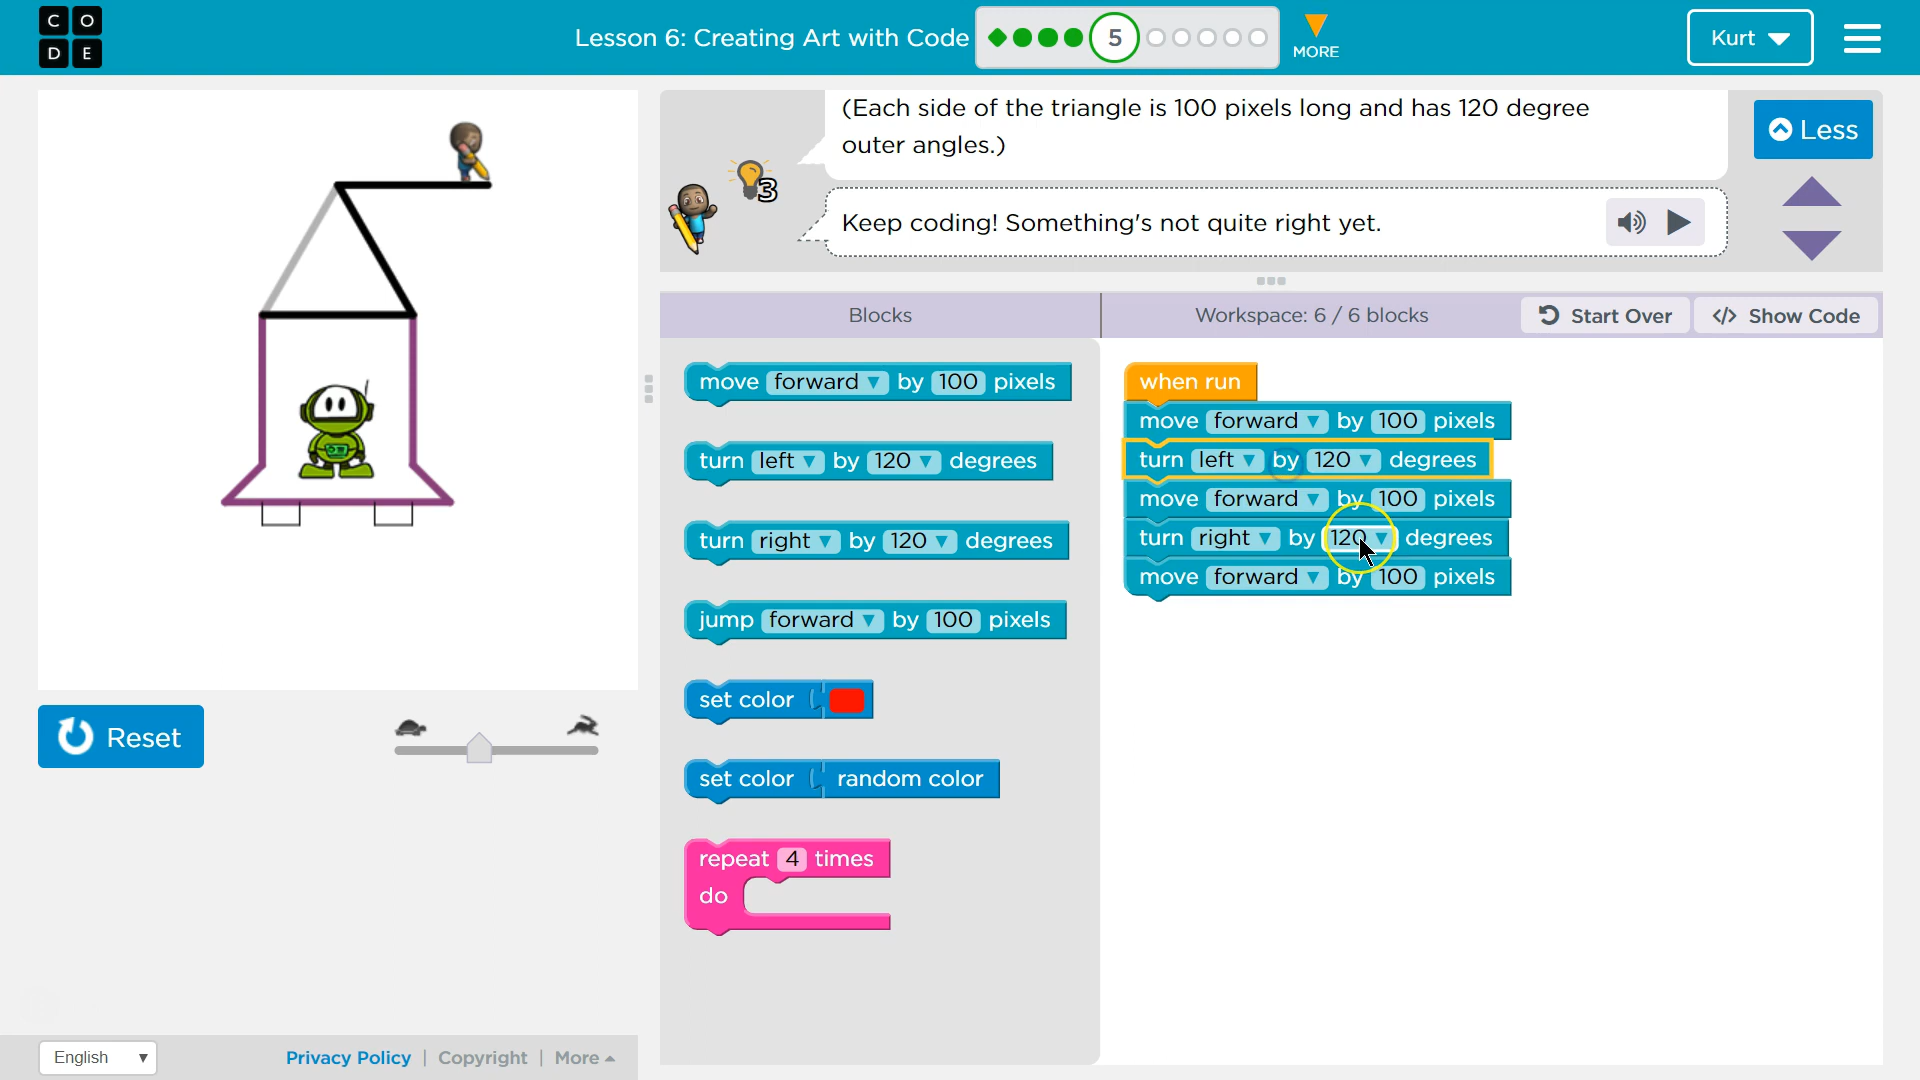 C O
D E
Lesson 6: Creating Art with Code
5
MORE
Kurt
(Each side of the triangle is 100 pixels long and has 120 degree
outer angles.)
Less
3
Keep coding! Something's not quite right yet.
Blocks
Workspace: 6 / 6 blocks
Start Over
</> Show Code
move forward by 100 pixels
turn left by 120 degrees
turn right by 120 degrees
jump forward by 100 pixels
set color
set color random color
repeat 4 times
do
when run
move forward by 100 pixels
turn left by 120 degrees
move forward by 100 pixels
turn right by 120 degrees
move forward by 100 pixels
Reset
English
Privacy Policy | Copyright | More